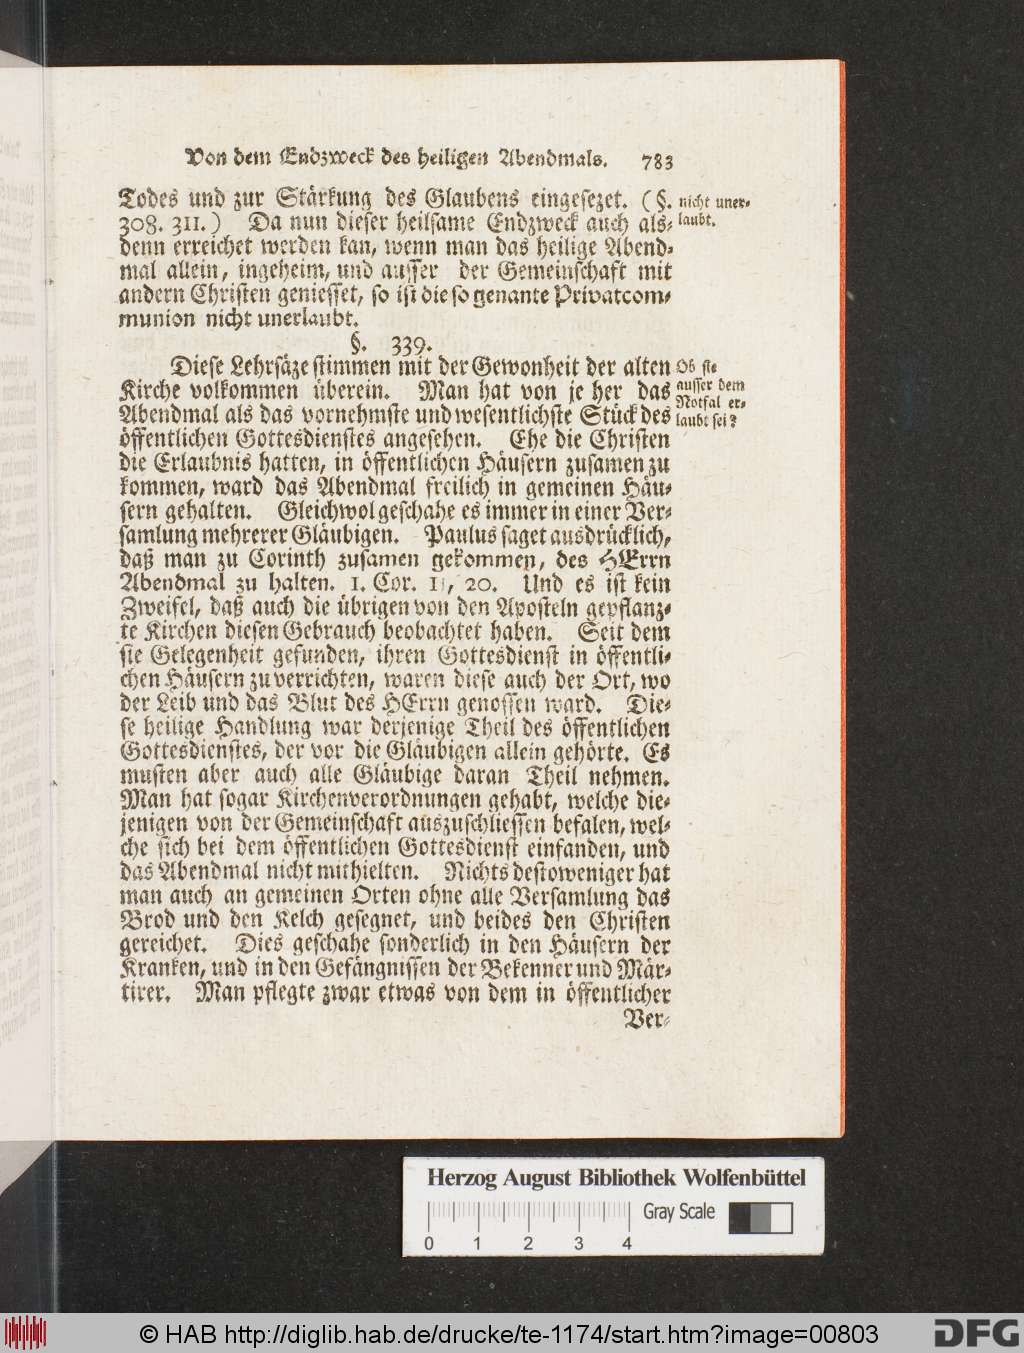 Von dem Endzweck des heiligen Abendmals. 783
Todes und zur Stärkung des Glaubens eingesezet. (§.
308. 311.) Da nun dieser heilsame Endzweck auch als-
denn erreichet werden kan, wenn man das heilige Abend-
mal allein, ingeheim, und ausser der Gemeinschaft mit
andern Christen geniesset, so ist die so genante Privatcom-
munion nicht unerlaubt.
nicht uner-
laubt.
§. 339.
Diese Lehrsäze stimmen mit der Gewonheit der alten
Kirche volkommen überein. Man hat von je her das
Abendmal als das vornehmste und wesentlichste Stück des
öffentlichen Gottesdienstes angesehen. Ehe die Christen
die Erlaubnis hatten, in öffentlichen Häusern zusamen zu
kommen, ward das Abendmal freilich in gemeinen Häu-
sern gehalten. Gleichwol geschahe es immer in einer Ver-
samlung mehrerer Gläubigen. Paulus saget ausdrücklich,
daß man zu Corinth zusamen gekommen, des HErrn
Abendmal zu halten. 1. Cor. 11, 20. Und es ist kein
Zweifel, daß auch die übrigen von den Aposteln gepflanz-
te Kirchen diesen Gebrauch beobachtet haben. Seit dem
sie Gelegenheit gefunden, ihren Gottesdienst in öffentli-
chen Häusern zu verrichten, waren diese auch der Ort, wo
der Leib und das Blut des HErrn genossen ward. Die-
se heilige Handlung war derjenige Theil des öffentlichen
Gottesdienstes, der vor die Gläubigen allein gehörte. Es
musten aber auch alle Gläubige daran Theil nehmen.
Man hat sogar Kirchenverordnungen gehabt, welche die-
jenigen von der Gemeinschaft auszuschliessen befalen, wel-
che sich bei dem öffentlichen Gottesdienst einfanden, und
das Abendmal nicht mithielten. Nichts destoweniger hat
man auch an gemeinen Orten ohne alle Versamlung das
Brod und den Kelch gesegnet, und beides den Christen
gereichet. Dies geschahe sonderlich in den Häusern der
Kranken, und in den Gefängnissen der Bekenner und Mär-
tirer. Man pflegte zwar etwas von dem in öffentlicher
Ver-
Ob sie
ausser dem
Notfal er-
laubt sei?
Herzog August Bibliothek Wolfenbüttel
Gray Scale
0 1 2 3 4
© HAB http://diglib.hab.de/drucke/te-1174/start.htm?image=00803
DFG